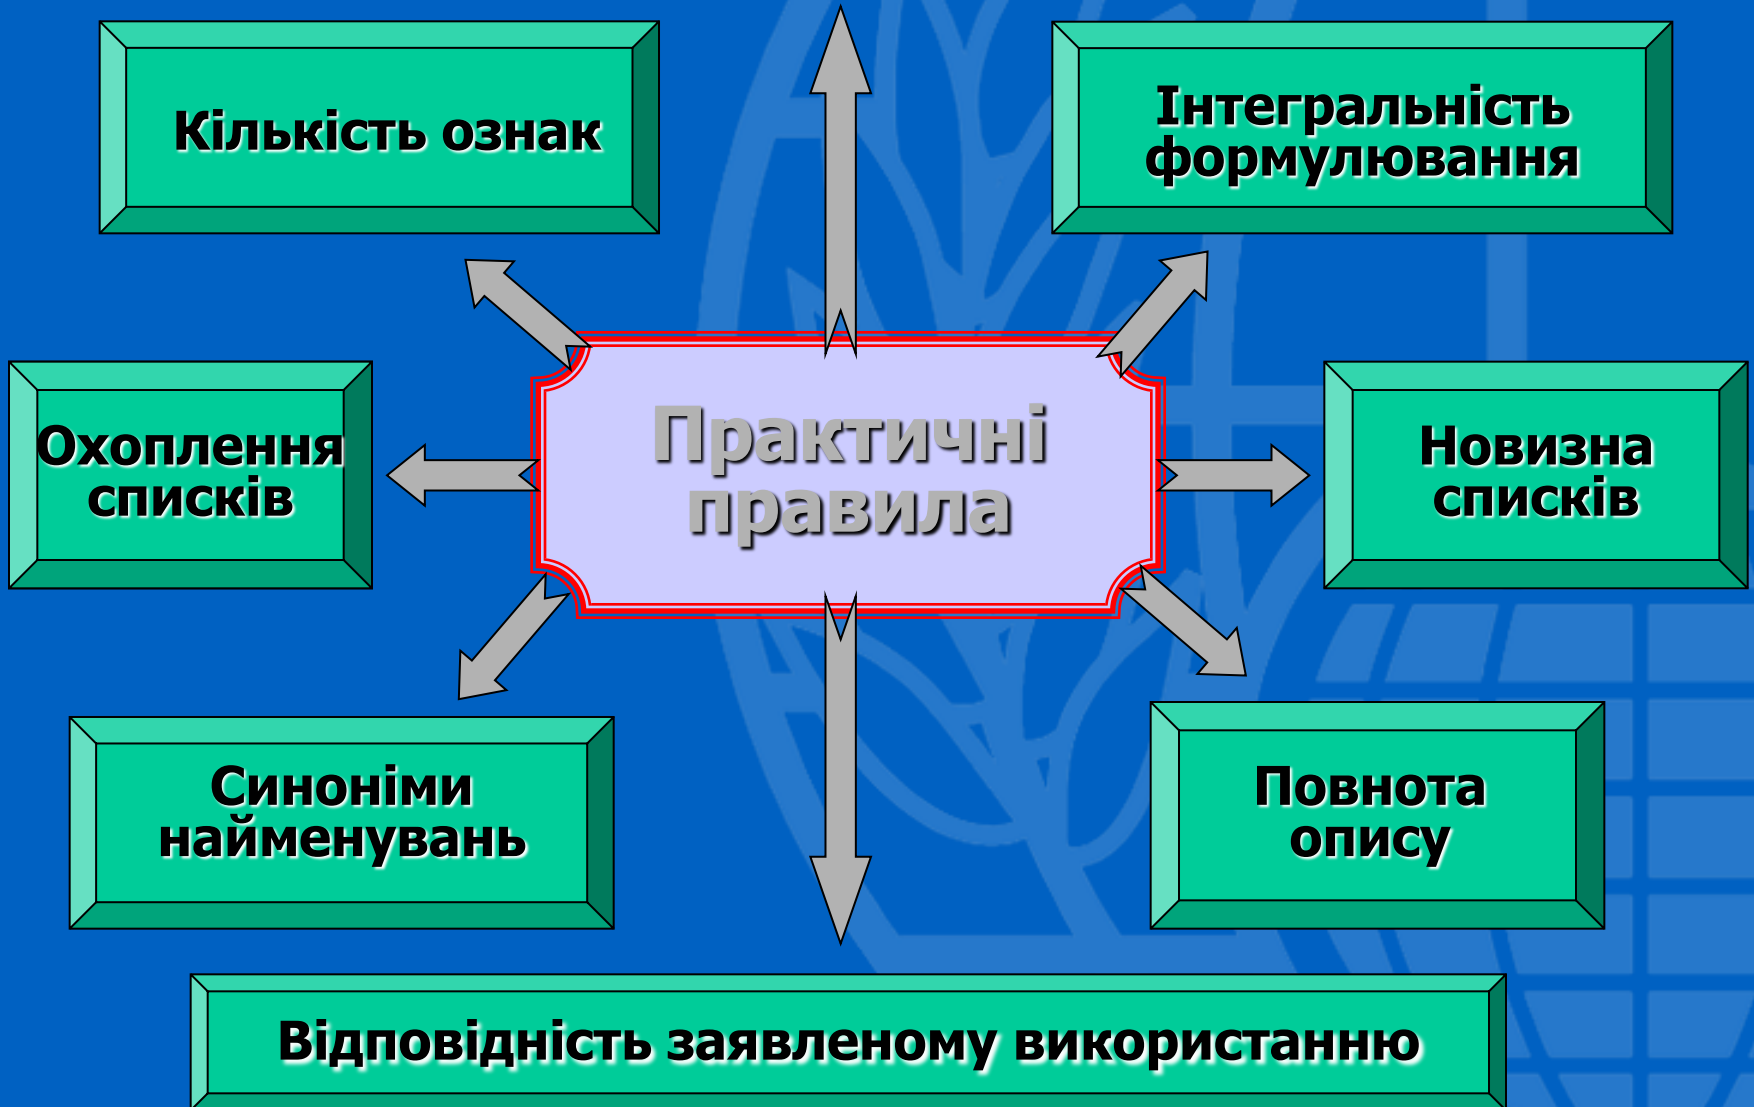 Кількість ознак
Інтегральність
формулювання
Охоплення
списків
Практичні
правила
Новизна
списків
Синоніми
найменувань
Повнота
опису
Відповідність заявленому використанню